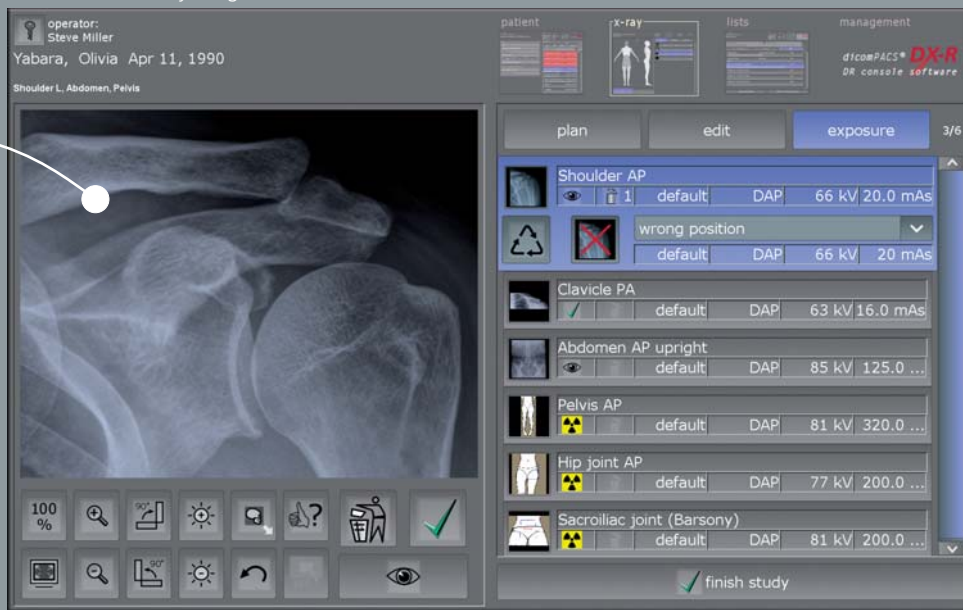 operator:
Steve Miller
Yabara, Olivia Apr 11, 1990
Shoulder L, Abdomen, Pelvis
patient
x-ray
lists
management
dicomPACS® DX-R
DR console software
plan
edit
exposure
3/6
Shoulder AP
1 default DAP 66 kV 20.0 mAs
wrong position
default DAP 66 kV 20 mAs
Clavicle PA
default DAP 63 kV 16.0 mAs
Abdomen AP upright
default DAP 85 kV 125.0 ...
Pelvis AP
default DAP 81 kV 320.0 ...
Hip joint AP
default DAP 77 kV 200.0 ...
Sacroiliac joint (Barsony)
default DAP 81 kV 200.0 ...
100
%
90°
?
90°
finish study